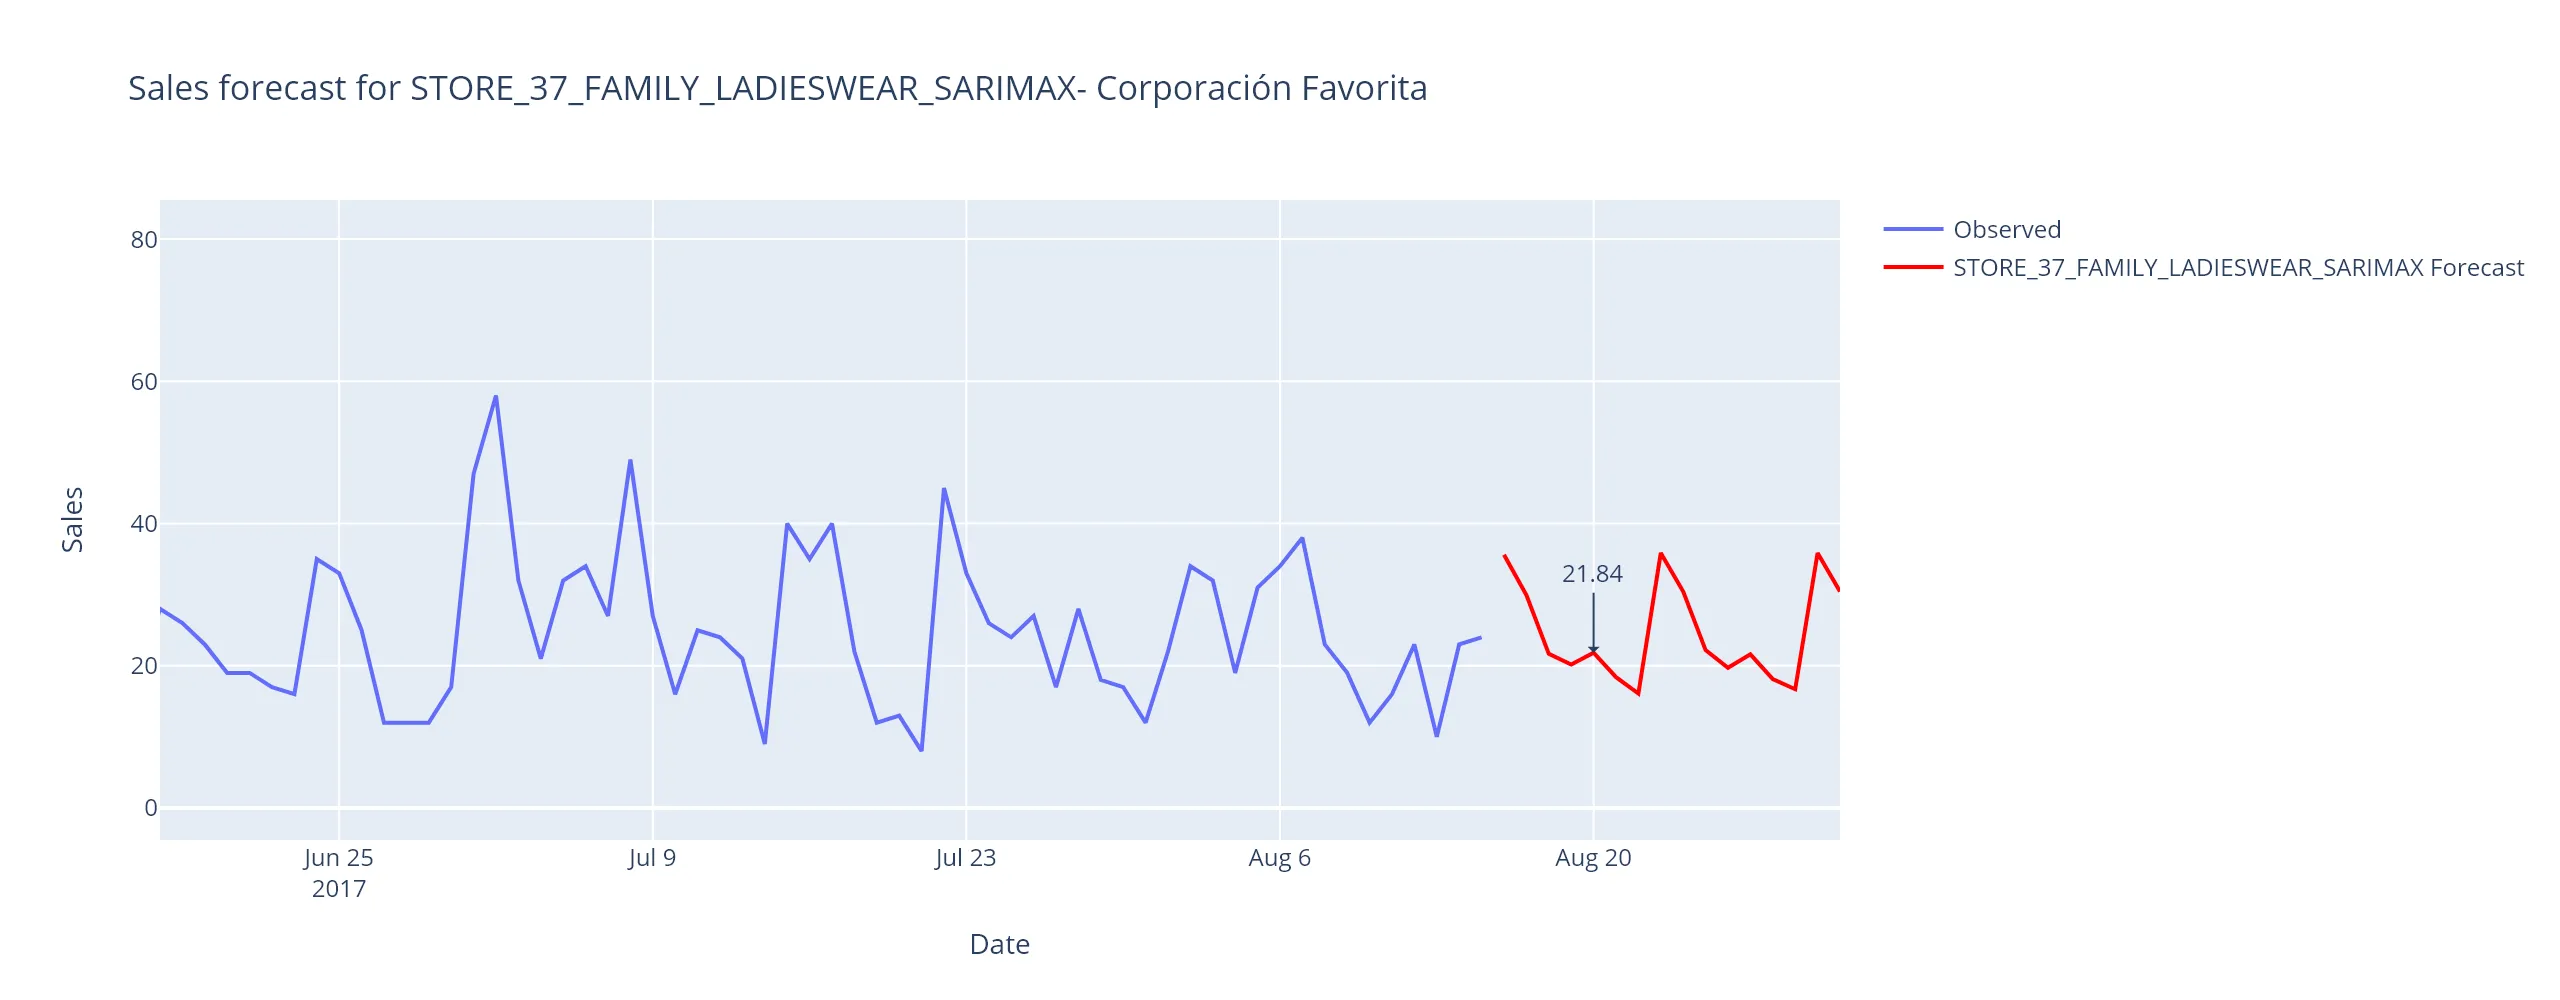 Sales forecast for STORE_37_FAMILY_LADIESWEAR_SARIMAX- Corporación Favorita
Observed
STORE_37_FAMILY_LADIESWEAR_SARIMAX Forecast
80
60
40
20
0
Sales
21.84
Jun 25
2017
Jul 9
Jul 23
Aug 6
Aug 20
Date